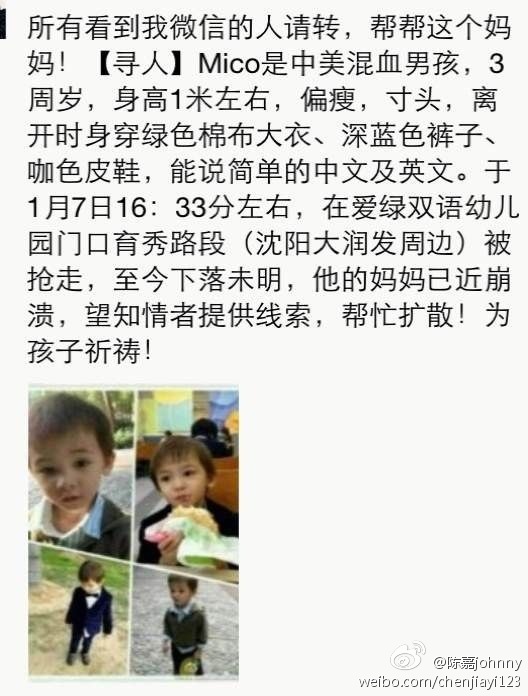 所有看到我微信的人请转，帮帮这个妈
妈！【寻人】Mico是中美混血男孩，3
周岁，身高1米左右，偏瘦，寸头，离
开时身穿绿色棉布大衣、深蓝色裤子、
咖色皮鞋，能说简单的中文及英文。于
1月7日16：33分左右，在爱绿双语幼儿
园门口育秀路段（沈阳大润发周边）被
抢走，至今下落未明，他的妈妈已近崩
溃，望知情者提供线索，帮忙扩散！为
孩子祈祷！
@陈嘉johnny
weibo.com/chenjiayi123